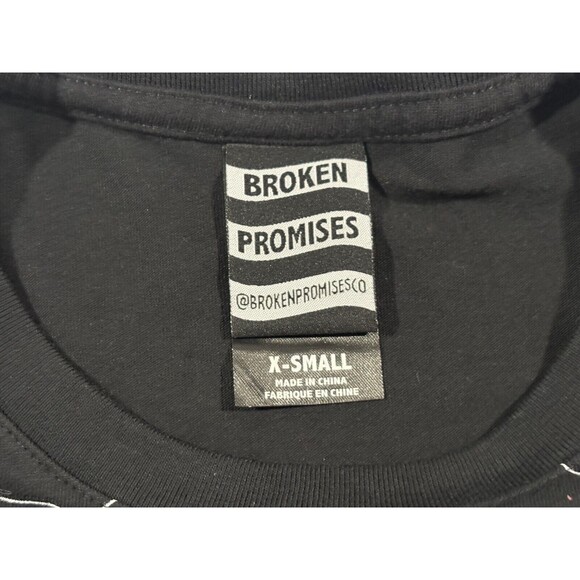 BROKEN
PROMISES
@BROKENPROMISESCO
X-SMALL
MADE IN CHINA
FABRIQUE EN CHINE